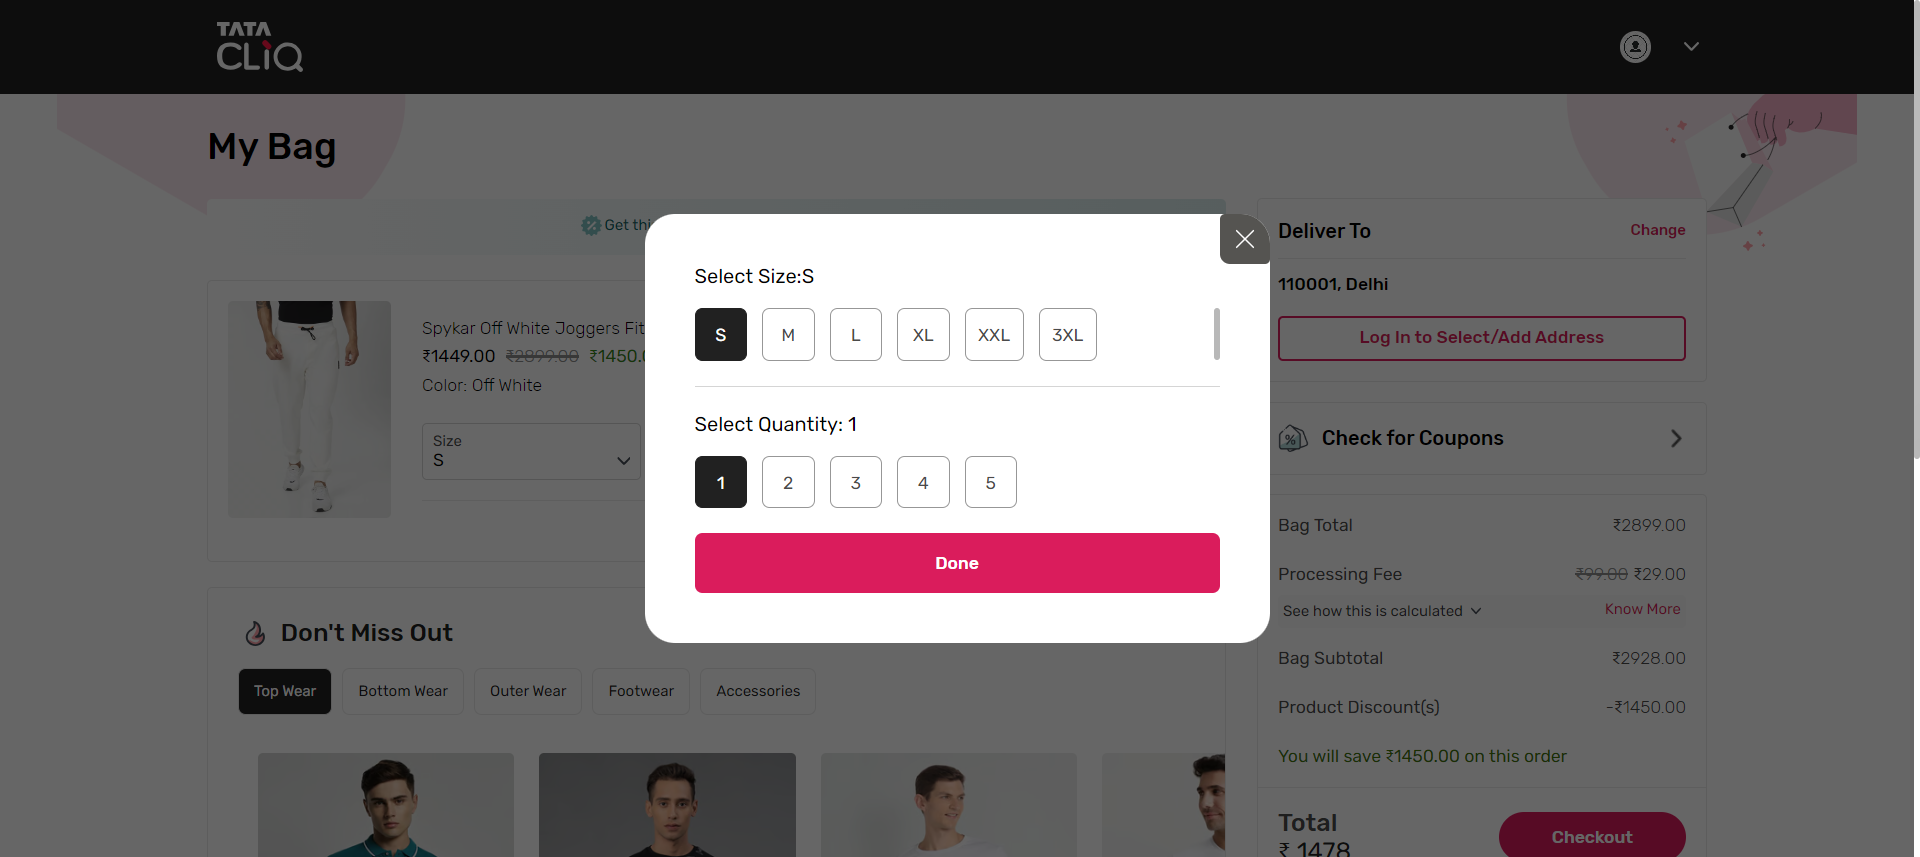 TATA
CLiQ
My Bag
Get thi
Select Size:S
S
M
L
XL
XXL
3XL
Select Quantity: 1
1
2
3
4
5
Done
Spykar Off White Joggers Fit
₹1449.00 ₹2899.00 ₹1450.
Color: Off White
Size
S
Don't Miss Out
Top Wear
Bottom Wear
Outer Wear
Footwear
Accessories
Deliver To
Change
110001, Delhi
Log In to Select/Add Address
Check for Coupons
Bag Total ₹2899.00
Processing Fee ₹99.00 ₹29.00
See how this is calculated Know More
Bag Subtotal ₹2928.00
Product Discount(s) -₹1450.00
You will save ₹1450.00 on this order
Total
₹ 1478
Checkout